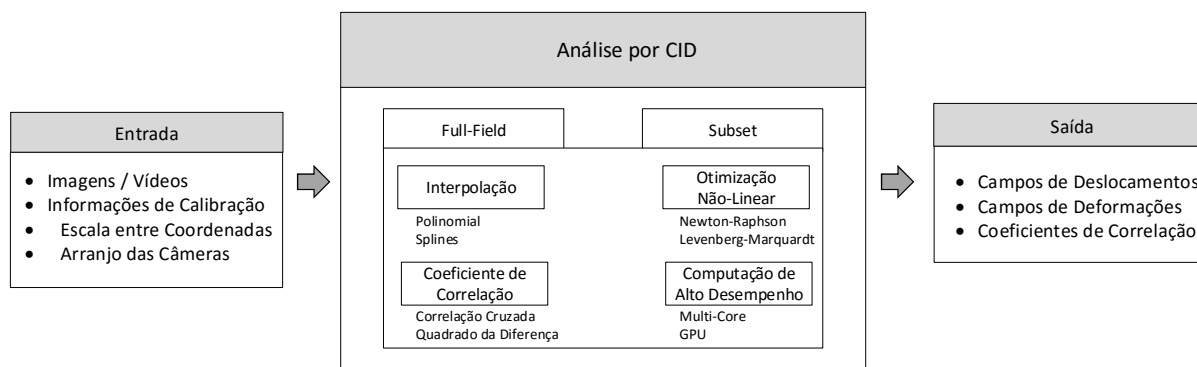 Análise por CID
Entrada
• Imagens / Vídeos
• Informações de Calibração
• Escala entre Coordenadas
• Arranjo das Câmeras
Full-Field
Subset
Interpolação
Polinomial
Splines
Otimização
Não-Linear
Newton-Raphson
Levenberg-Marquardt
Coeficiente de
Correlação
Correlação Cruzada
Quadrado da Diferença
Computação de
Alto Desempenho
Multi-Core
GPU
Saída
• Campos de Deslocamentos
• Campos de Deformações
• Coeficientes de Correlação